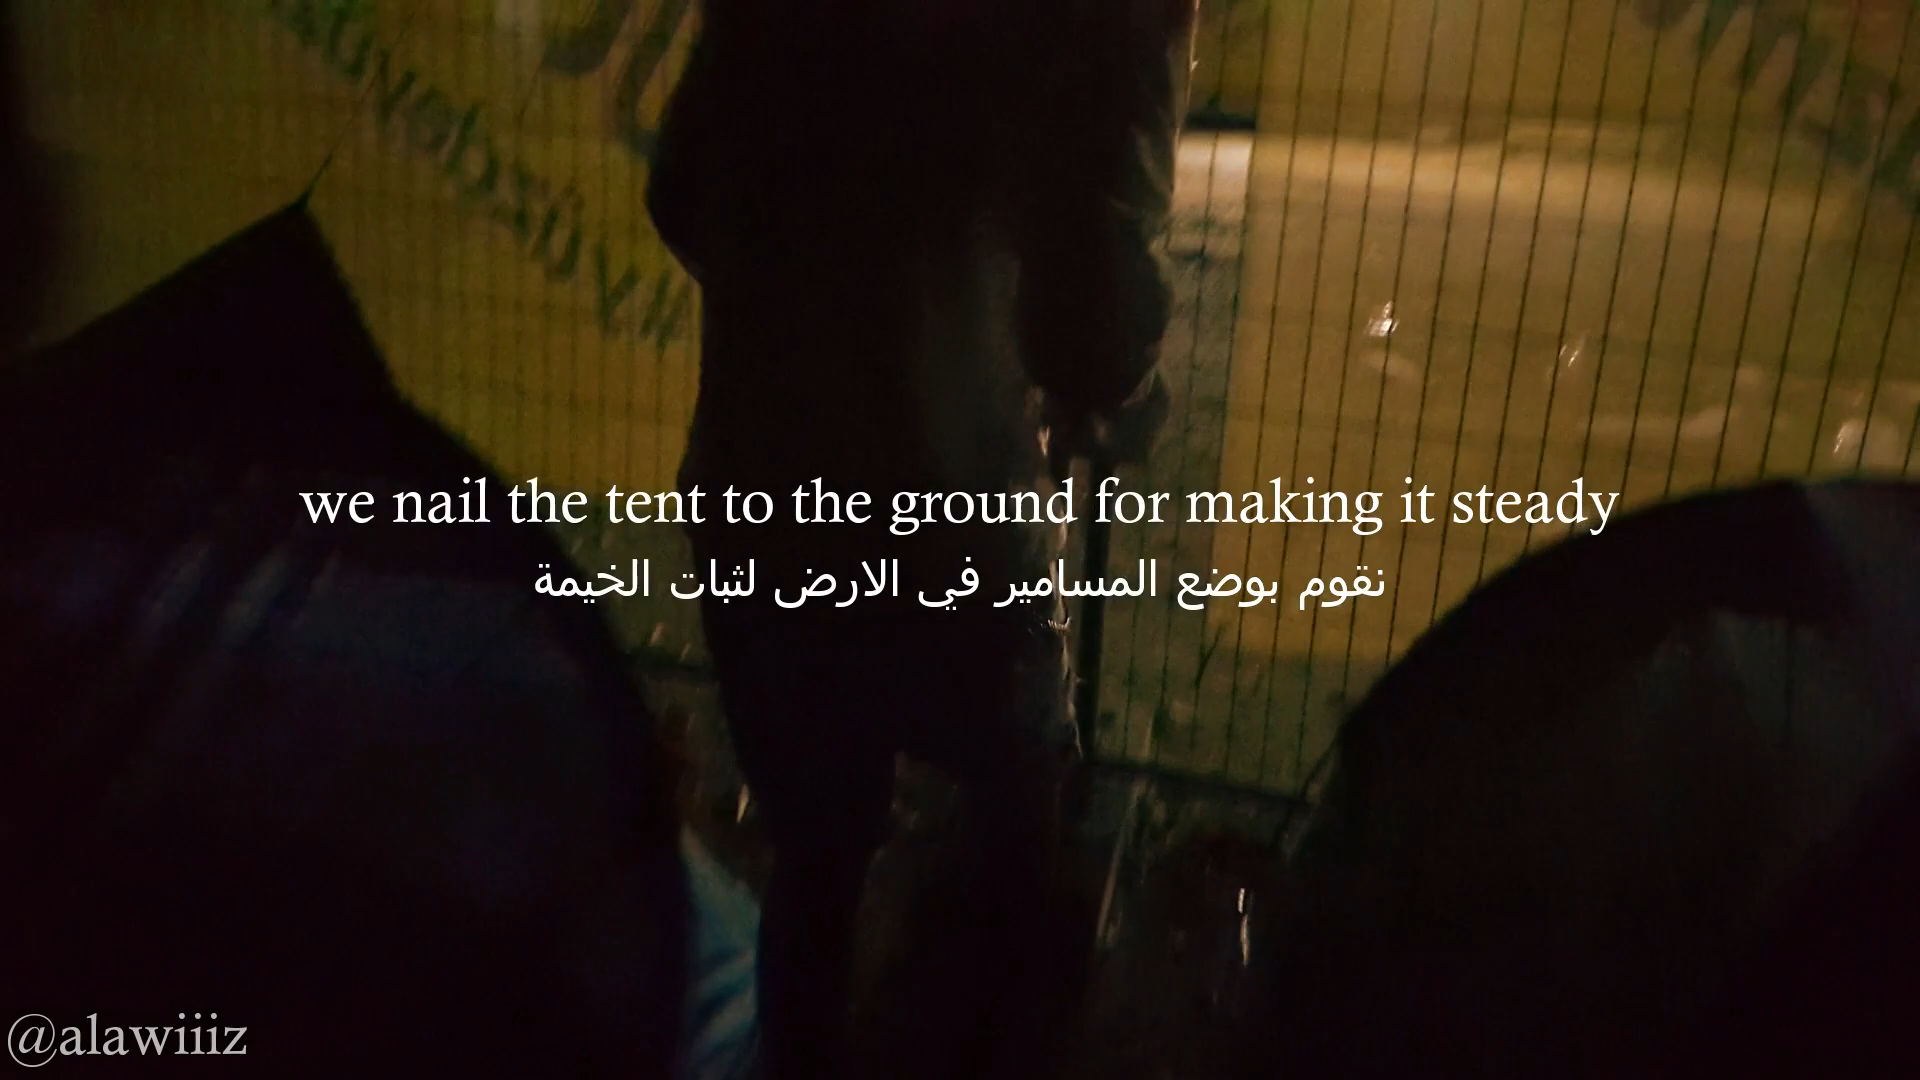 we nail the tent to the ground for making it steady
نقوم بوضع المسامير في الارض لثبات الخيمة
@alawiiiz